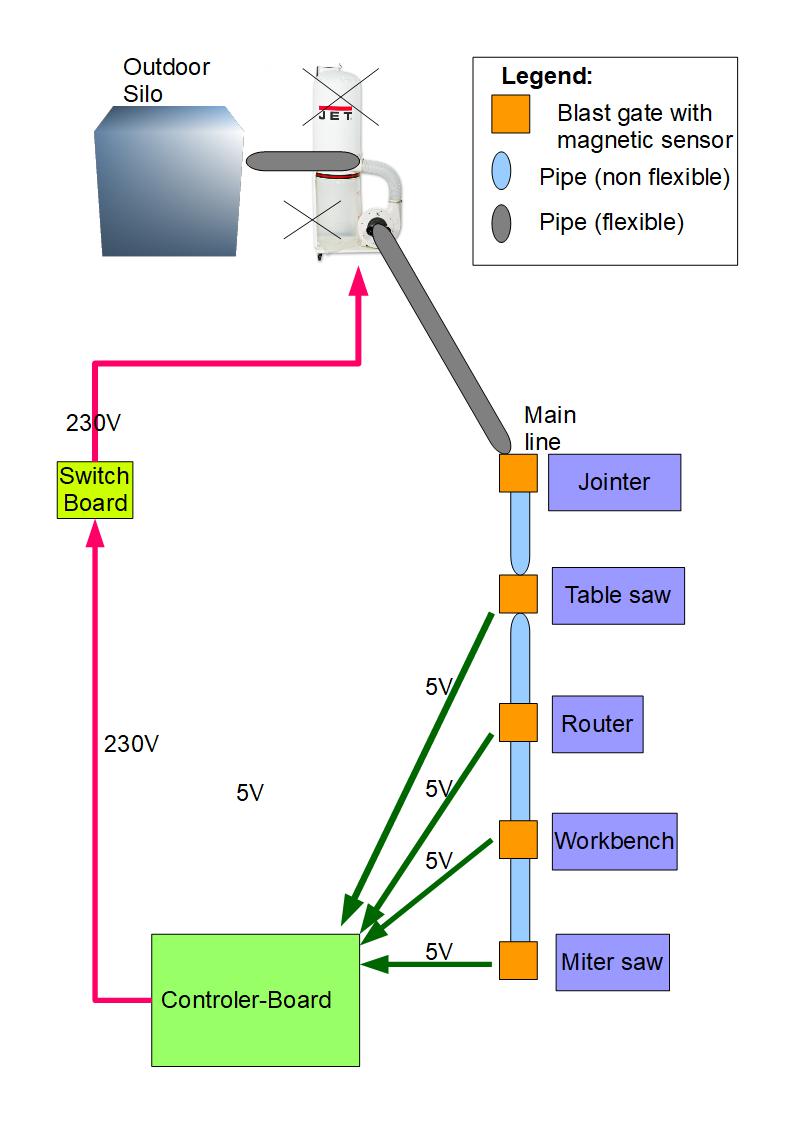 Outdoor
Silo
JET
Legend:
Blast gate with
magnetic sensor
Pipe (non flexible)
Pipe (flexible)
Main
line
230V
Switch
Board
Jointer
Table saw
5V
Router
230V
5V
5V
Workbench
5V
5V
Miter saw
Controler-Board